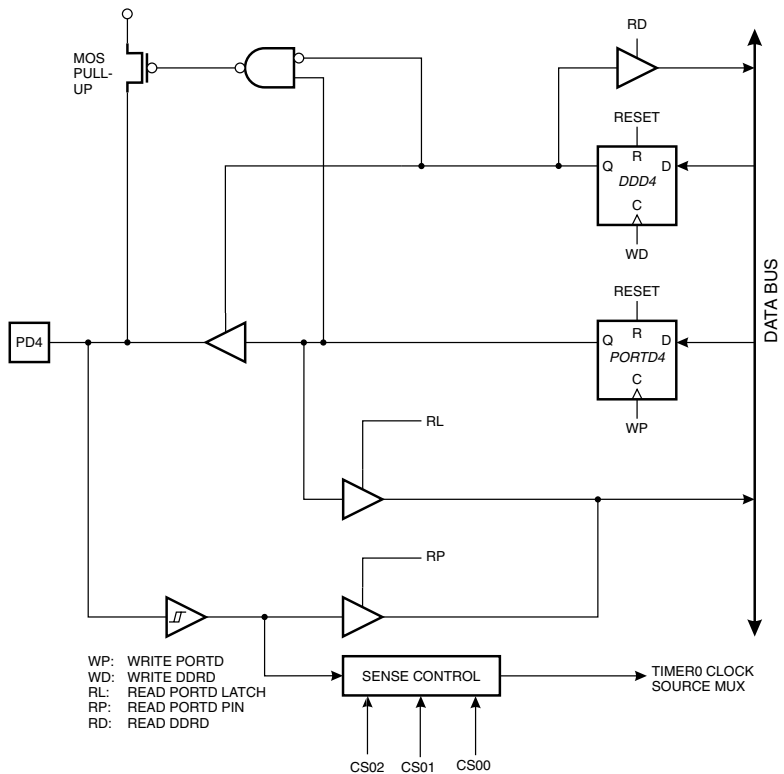 RD
MOS
PULL-
UP
RESET
R
Q
D
DDD4
C
WD
DATA BUS
RESET
R
PD4
Q
D
PORTD4
C
WP
RL
RP
WP: WRITE PORTD
WD: WRITE DDRD
RL: READ PORTD LATCH
RP: READ PORTD PIN
RD: READ DDRD
SENSE CONTROL
TIMER0 CLOCK
SOURCE MUX
CS02
CS01
CS00